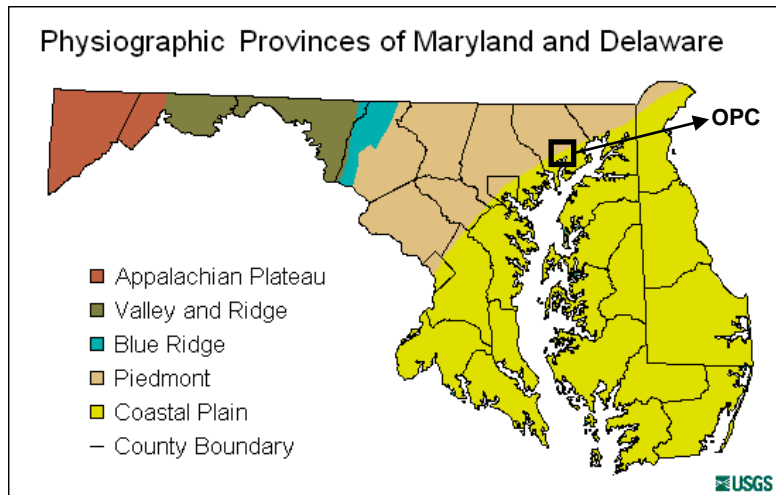 Physiographic Provinces of Maryland and Delaware
OPC
Appalachian Plateau
Valley and Ridge
Blue Ridge
Piedmont
Coastal Plain
County Boundary
USGS